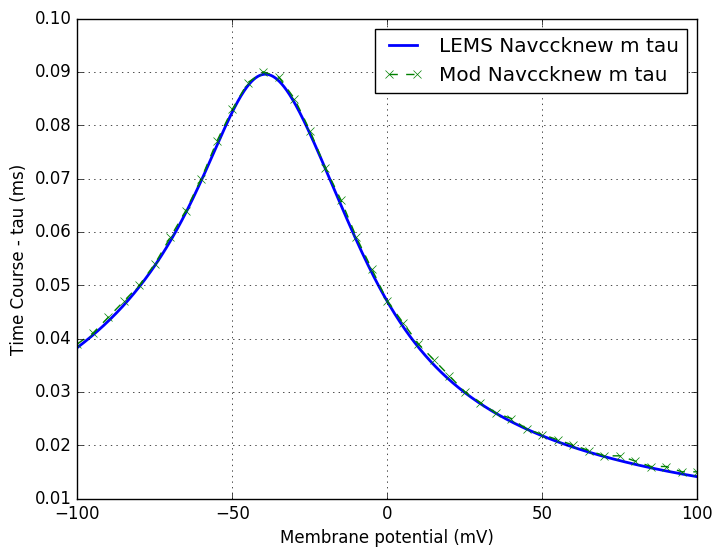 LEMS Navccknew m tau
Mod Navccknew m tau
Time Course - tau (ms)
0.10
0.09
0.08
0.07
0.06
0.05
0.04
0.03
0.02
0.01
−100 −50 0 50 100
Membrane potential (mV)